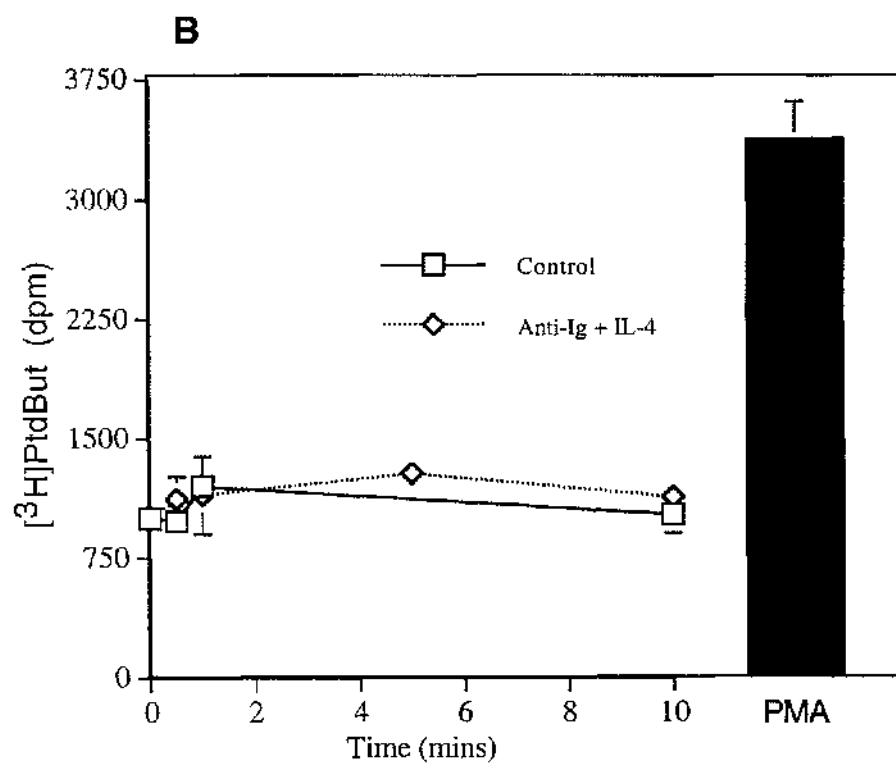 B
3750
3000
2250
1500
750
0
[³H]PtdBut (dpm)
Control
Anti-Ig + IL-4
0 2 4 6 8 10 PMA
Time (mins)